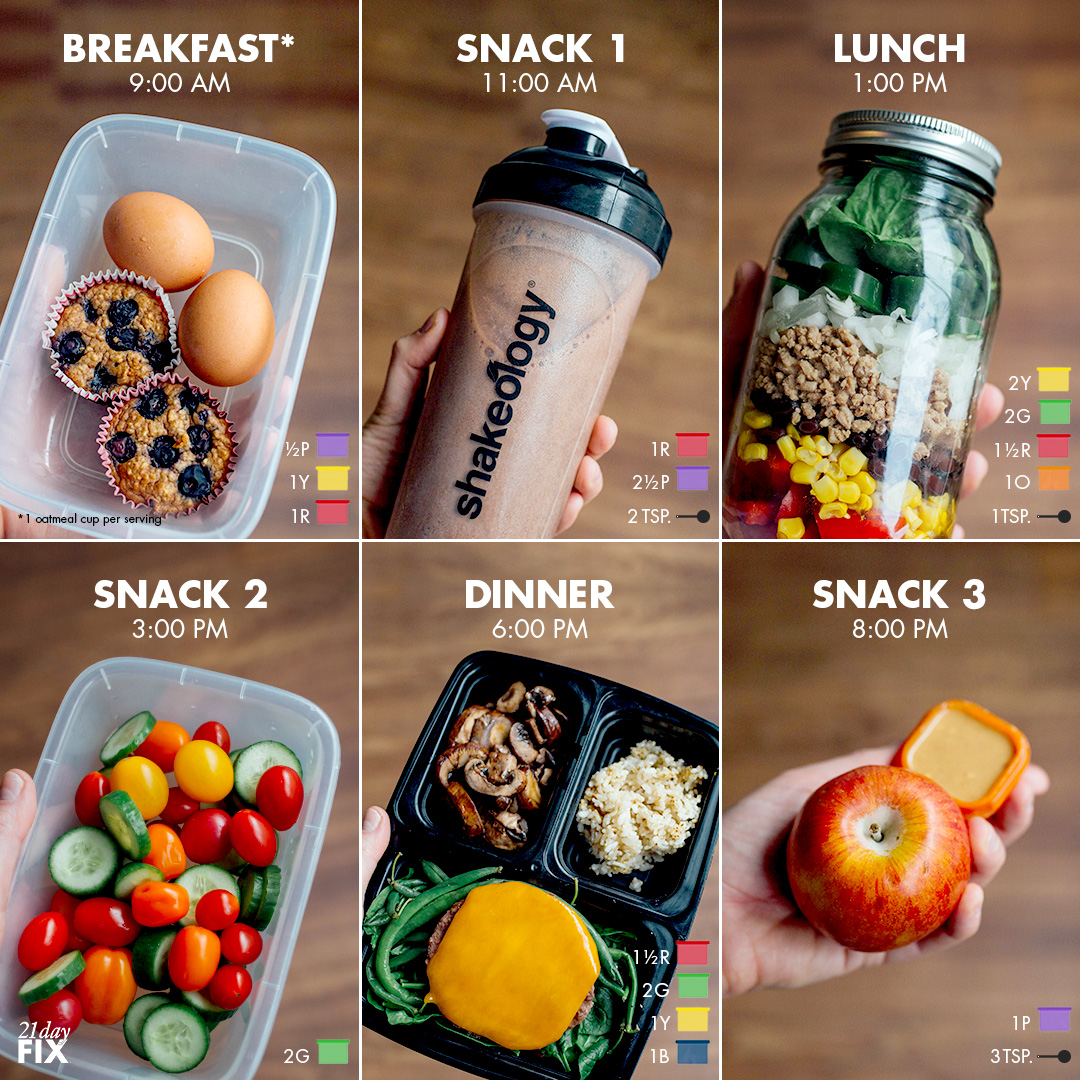 BREAKFAST*
9:00 AM
½P
1Y
1R
*1 oatmeal cup per serving
SNACK 1
11:00 AM
shakeology®
1R
2½P
2 TSP.
LUNCH
1:00 PM
2Y
2G
1½R
1O
1TSP.
SNACK 2
3:00 PM
21day
FIX
2G
DINNER
6:00 PM
1½R
2G
1Y
1B
SNACK 3
8:00 PM
1P
3TSP.